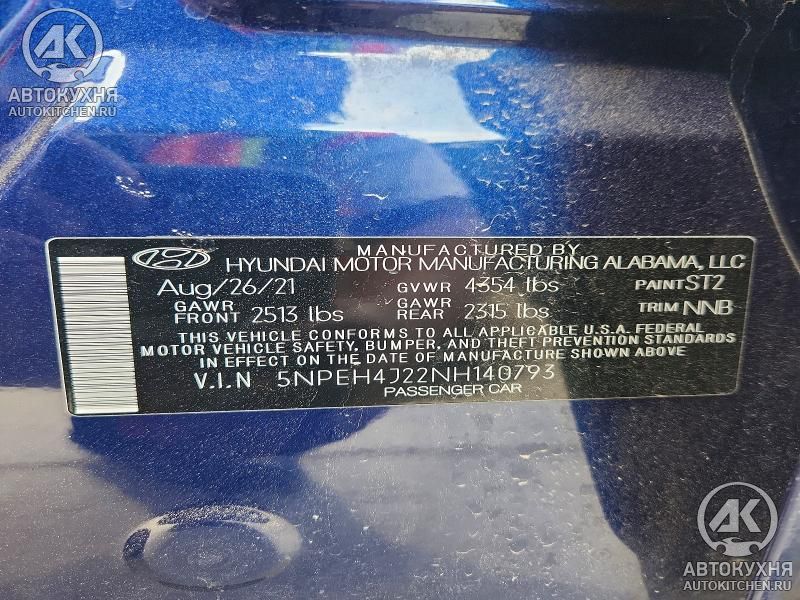 АК
АВТОКУХНЯ
AUTOKITCHEN.RU
MANUFACTURED BY
HYUNDAI MOTOR MANUFACTURING ALABAMA, LLC
Aug/26/21 GVWR 4354 lbs PAINT ST2
GAWR FRONT 2513 lbs GAWR REAR 2315 lbs TRIM NNB
THIS VEHICLE CONFORMS TO ALL APPLICABLE U.S.A. FEDERAL
MOTOR VEHICLE SAFETY, BUMPER, AND THEFT PREVENTION STANDARDS
IN EFFECT ON THE DATE OF MANUFACTURE SHOWN ABOVE.
V.I.N 5NPEH4J22NH140793
PASSENGER CAR
АК
АВТОКУХНЯ
AUTOKITCHEN.RU